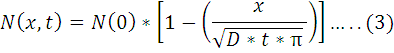 N(x,t) = N(0) * [1 − (x / √(D * t * π))] … . . (3)